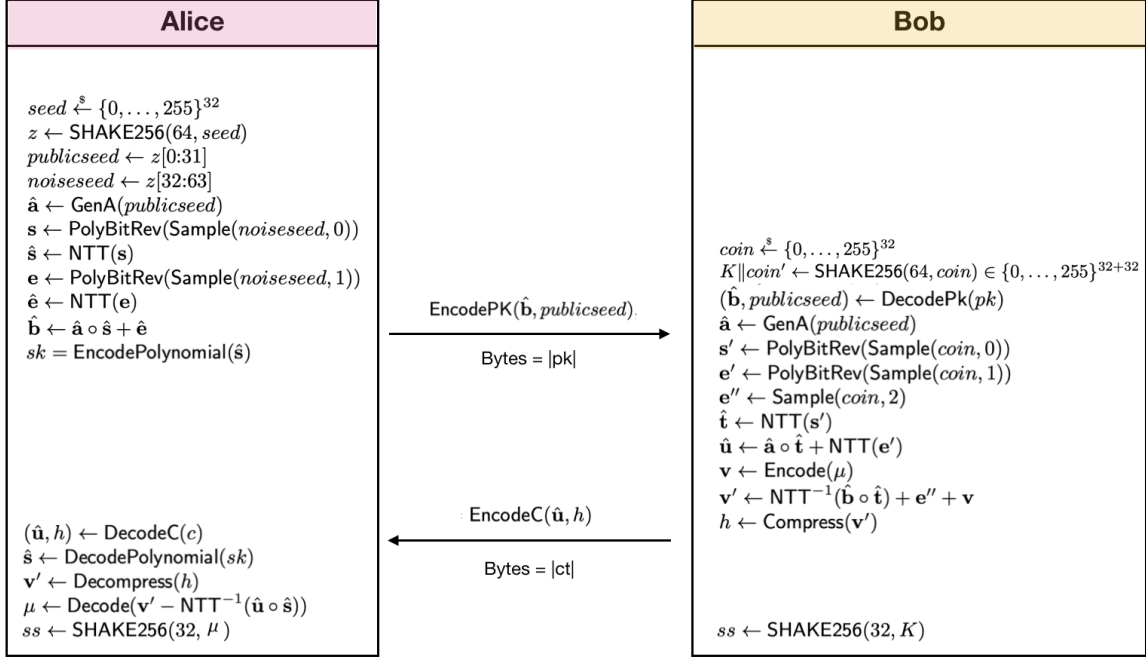 Alice
seed ←$ {0, . . . , 255}^32
z ← SHAKE256(64, seed)
publicseed ← z[0:31]
noiseseed ← z[32:63]
â ← GenA(publicseed)
s ← PolyBitRev(Sample(noiseseed, 0))
ŝ ← NTT(s)
e ← PolyBitRev(Sample(noiseseed, 1))
ê ← NTT(e)
b̂ ← â ∘ ŝ + ê
sk = EncodePolynomial(ŝ)
(û, h) ← DecodeC(c)
ŝ ← DecodePolynomial(sk)
v′ ← Decompress(h)
μ ← Decode(v′ − NTT^−1(û ∘ ŝ))
ss ← SHAKE256(32, μ )
EncodePK(b̂, publicseed).
Bytes = |pk|
EncodeC(û, h)
Bytes = |ct|
Bob
coin ←$ {0, . . . , 255}^32
K‖coin′ ← SHAKE256(64, coin) ∈ {0, . . . , 255}^32+32
(b̂, publicseed) ← DecodePk(pk)
â ← GenA(publicseed)
s′ ← PolyBitRev(Sample(coin, 0))
e′ ← PolyBitRev(Sample(coin, 1))
e″ ← Sample(coin, 2)
t̂ ← NTT(s′)
û ← â ∘ t̂ + NTT(e′)
v ← Encode(μ)
v′ ← NTT^−1(b̂ ∘ t̂) + e″ + v
h ← Compress(v′)
ss ← SHAKE256(32, K)